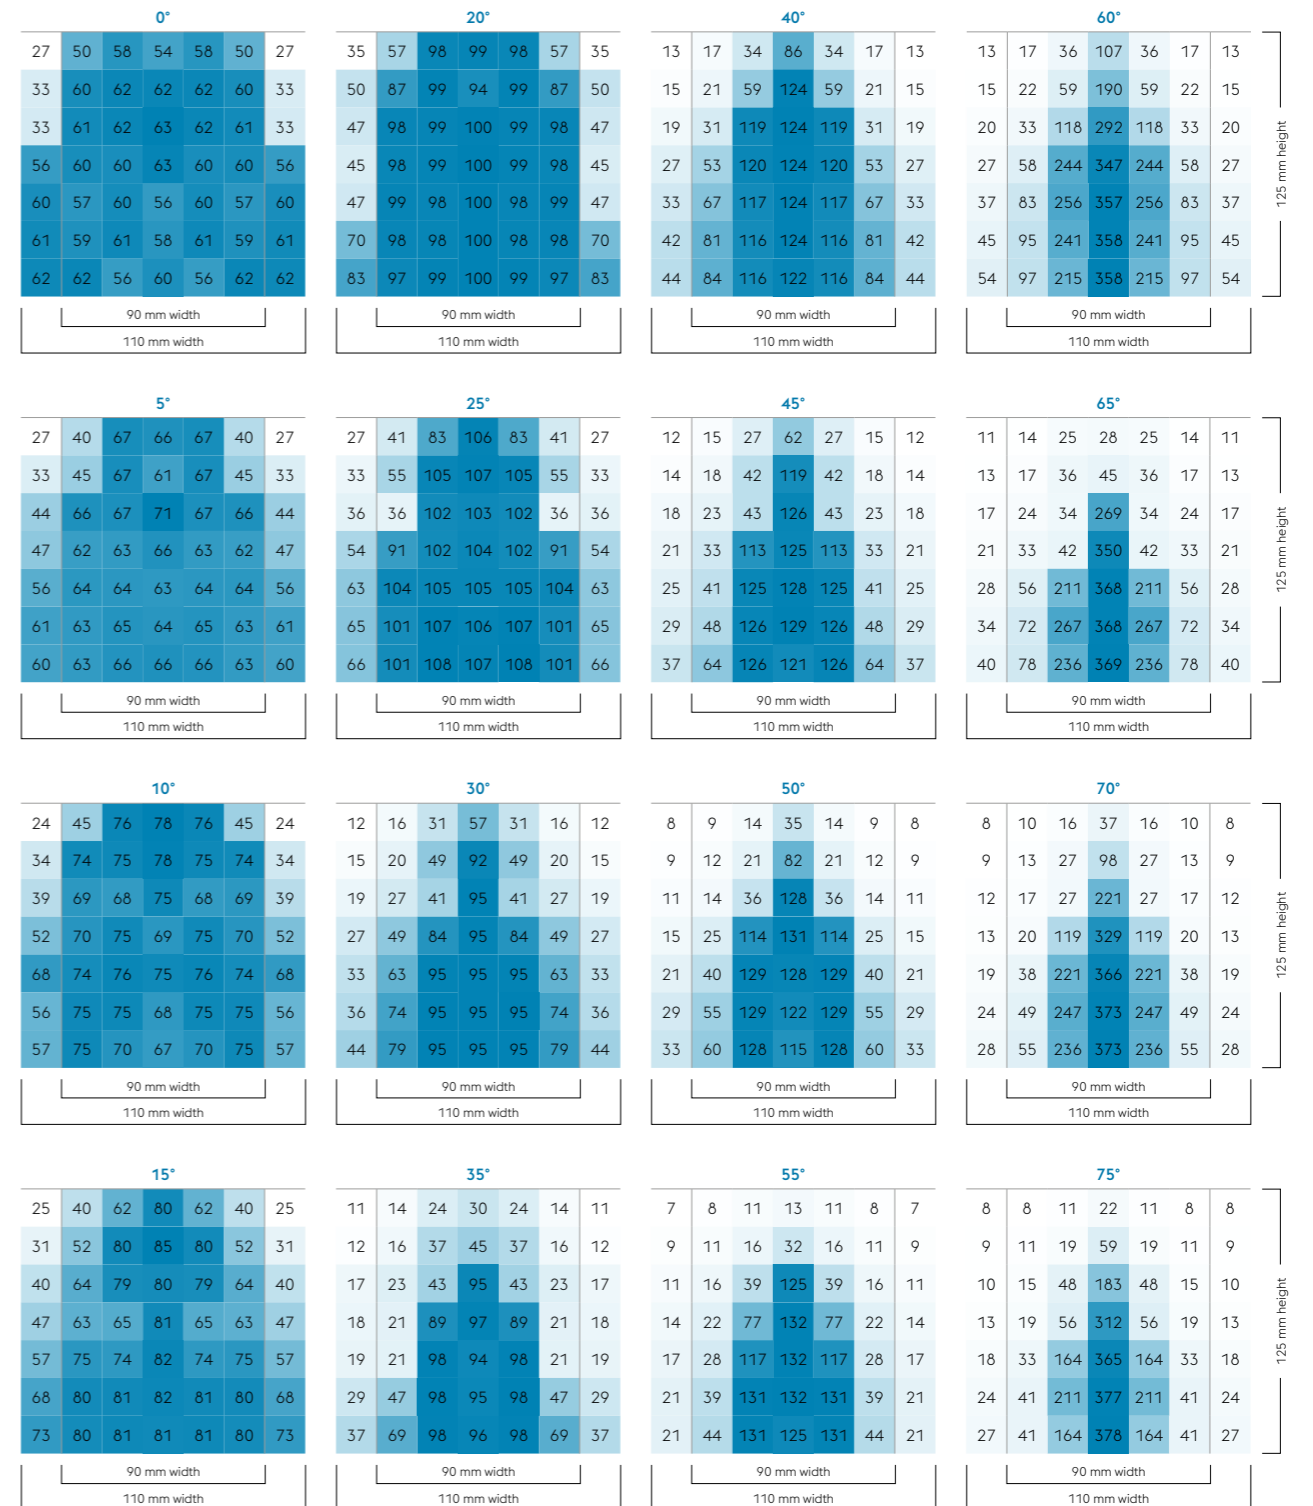 0° 20° 40° 60°
27 50 58 54 58 50 27 35 57 98 99 98 57 35 13 17 34 86 34 17 13 13 17 36 107 36 17 13
33 60 62 62 62 60 33 50 87 99 94 99 87 50 15 21 59 124 59 21 15 15 22 59 190 59 22 15
33 61 62 63 62 61 33 47 98 99 100 99 98 47 19 31 119 124 119 31 19 20 33 118 292 118 33 20
56 60 60 63 60 60 56 45 98 99 100 99 98 45 27 53 120 124 120 53 27 27 58 244 347 244 58 27
60 57 60 56 60 57 60 47 99 98 100 98 99 47 33 67 117 124 117 67 33 37 83 256 357 256 83 37
61 59 61 58 61 59 61 70 98 98 100 98 98 70 42 81 116 124 116 81 42 45 95 241 358 241 95 45
62 62 56 60 56 62 62 83 97 99 100 99 97 83 44 84 116 122 116 84 44 54 97 215 358 215 97 54
125 mm height
90 mm width 90 mm width 90 mm width 90 mm width
110 mm width 110 mm width 110 mm width 110 mm width
5° 25° 45° 65°
27 40 67 66 67 40 27 27 41 83 106 83 41 27 12 15 27 62 27 15 12 11 14 25 28 25 14 11
33 45 67 61 67 45 33 33 55 105 107 105 55 33 14 18 42 119 42 18 14 13 17 36 45 36 17 13
44 66 67 71 67 66 44 36 36 102 103 102 36 36 18 23 43 126 43 23 18 17 24 34 269 34 24 17
47 62 63 66 63 62 47 54 91 102 104 102 91 54 21 33 113 125 113 33 21 21 33 42 350 42 33 21
56 64 64 63 64 64 56 63 104 105 105 105 104 63 25 41 125 128 125 41 25 28 56 211 368 211 56 28
61 63 65 64 65 63 61 65 101 107 106 107 101 65 29 48 126 129 126 48 29 34 72 267 368 267 72 34
60 63 66 66 66 63 60 66 101 108 107 108 101 66 37 64 126 121 126 64 37 40 78 236 369 236 78 40
125 mm height
90 mm width 90 mm width 90 mm width 90 mm width
110 mm width 110 mm width 110 mm width 110 mm width
10° 30° 50° 70°
24 45 76 78 76 45 24 12 16 31 57 31 16 12 8 9 14 35 14 9 8 8 10 16 37 16 10 8
34 74 75 78 75 74 34 15 20 49 92 49 20 15 9 12 21 82 21 12 9 9 13 27 98 27 13 9
39 69 68 75 68 69 39 19 27 41 95 41 27 19 11 14 36 128 36 14 11 12 17 27 221 27 17 12
52 70 75 69 75 70 52 27 49 84 95 84 49 27 15 25 114 131 114 25 15 13 20 119 329 119 20 13
68 74 76 75 76 74 68 33 63 95 95 95 63 33 21 40 129 128 129 40 21 19 38 221 366 221 38 19
56 75 75 68 75 75 56 36 74 95 95 95 74 36 29 55 129 122 129 55 29 24 49 247 373 247 49 24
57 75 70 67 70 75 57 44 79 95 95 95 79 44 33 60 128 115 128 60 33 28 55 236 373 236 55 28
125 mm height
90 mm width 90 mm width 90 mm width 90 mm width
110 mm width 110 mm width 110 mm width 110 mm width
15° 35° 55° 75°
25 40 62 80 62 40 25 11 14 24 30 24 14 11 7 8 11 13 11 8 7 8 8 11 22 11 8 8
31 52 80 85 80 52 31 12 16 37 45 37 16 12 9 11 16 32 16 11 9 9 11 19 59 19 11 9
40 64 79 80 79 64 40 17 23 43 95 43 23 17 11 16 39 125 39 16 11 10 15 48 183 48 15 10
47 63 65 81 65 63 47 18 21 89 97 89 21 18 14 22 77 132 77 22 14 13 19 56 312 56 19 13
57 75 74 82 74 75 57 19 21 98 94 98 21 19 17 28 117 132 117 28 17 18 33 164 365 164 33 18
68 80 81 82 81 80 68 29 47 98 95 98 47 29 21 39 131 132 131 39 21 24 41 211 377 211 41 24
73 80 81 81 81 80 73 37 69 98 96 98 69 37 21 44 131 125 131 44 21 27 41 164 378 164 41 27
125 mm height
90 mm width 90 mm width 90 mm width 90 mm width
110 mm width 110 mm width 110 mm width 110 mm width